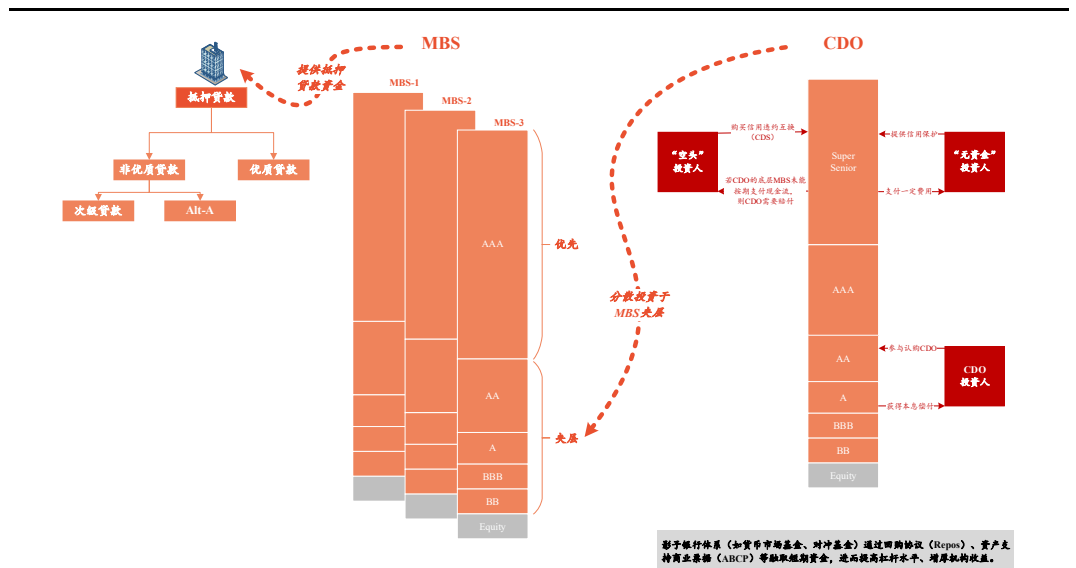 MBS
CDO
提供抵押
贷款资金
抵押贷款
非优质贷款
优质贷款
次级贷款
Alt-A
MBS-1
MBS-2
MBS-3
AAA
AA
A
BBB
BB
Equity
优先
夹层
分散投资于
MBS夹层
“空头”
投资人
购买信用违约互换
（CDS）
若CDO的底层MBS未能
按期支付现金流，
则CDO需要赔付
Super
Senior
AAA
AA
A
BBB
BB
Equity
提供信用保护
支付一定费用
“无资金”
投资人
参与认购CDO
获得本息偿付
CDO
投资人
影子银行体系（如货币市场基金、对冲基金）通过回购协议（Repos）、资产支
持商业票据（ABCP）等融取短期资金，进而提高杠杆水平、增厚机构收益。